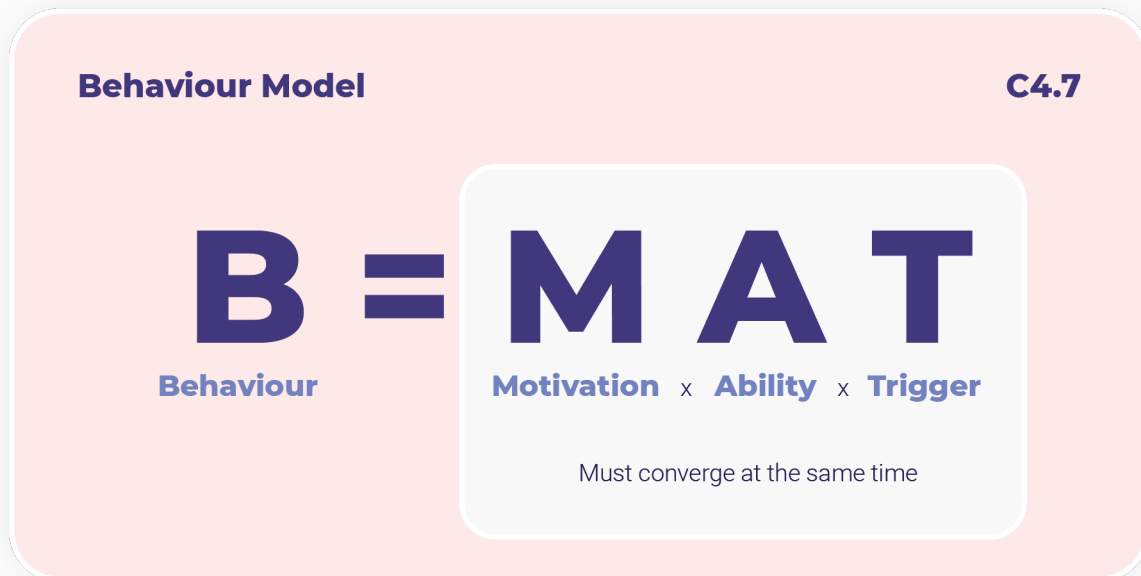 Behaviour Model C4.7
B = M A T
Behaviour Motivation x Ability x Trigger
Must converge at the same time